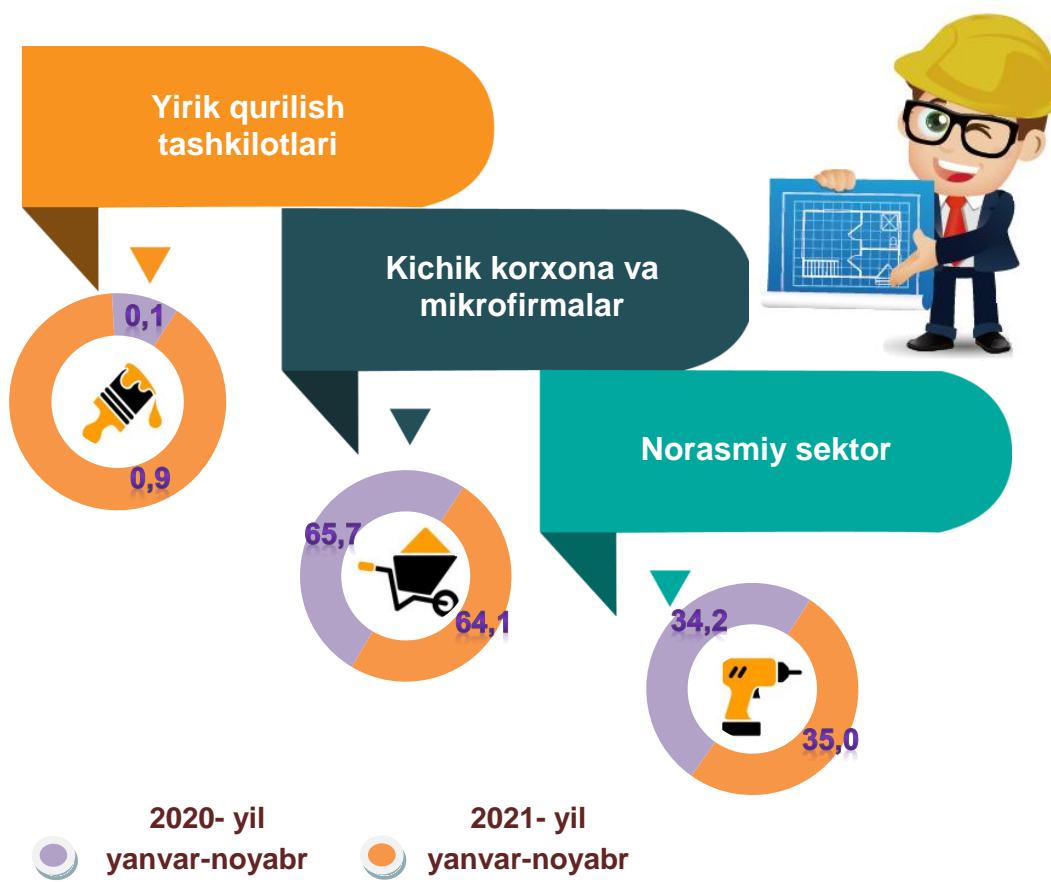 Yirik qurilish
tashkilotlari
Kichik korxona va
mikrofirmalar
Norasmiy sektor
0,1
0,9
65,7
64,1
34,2
35,0
2020- yil
yanvar-noyabr
2021- yil
yanvar-noyabr